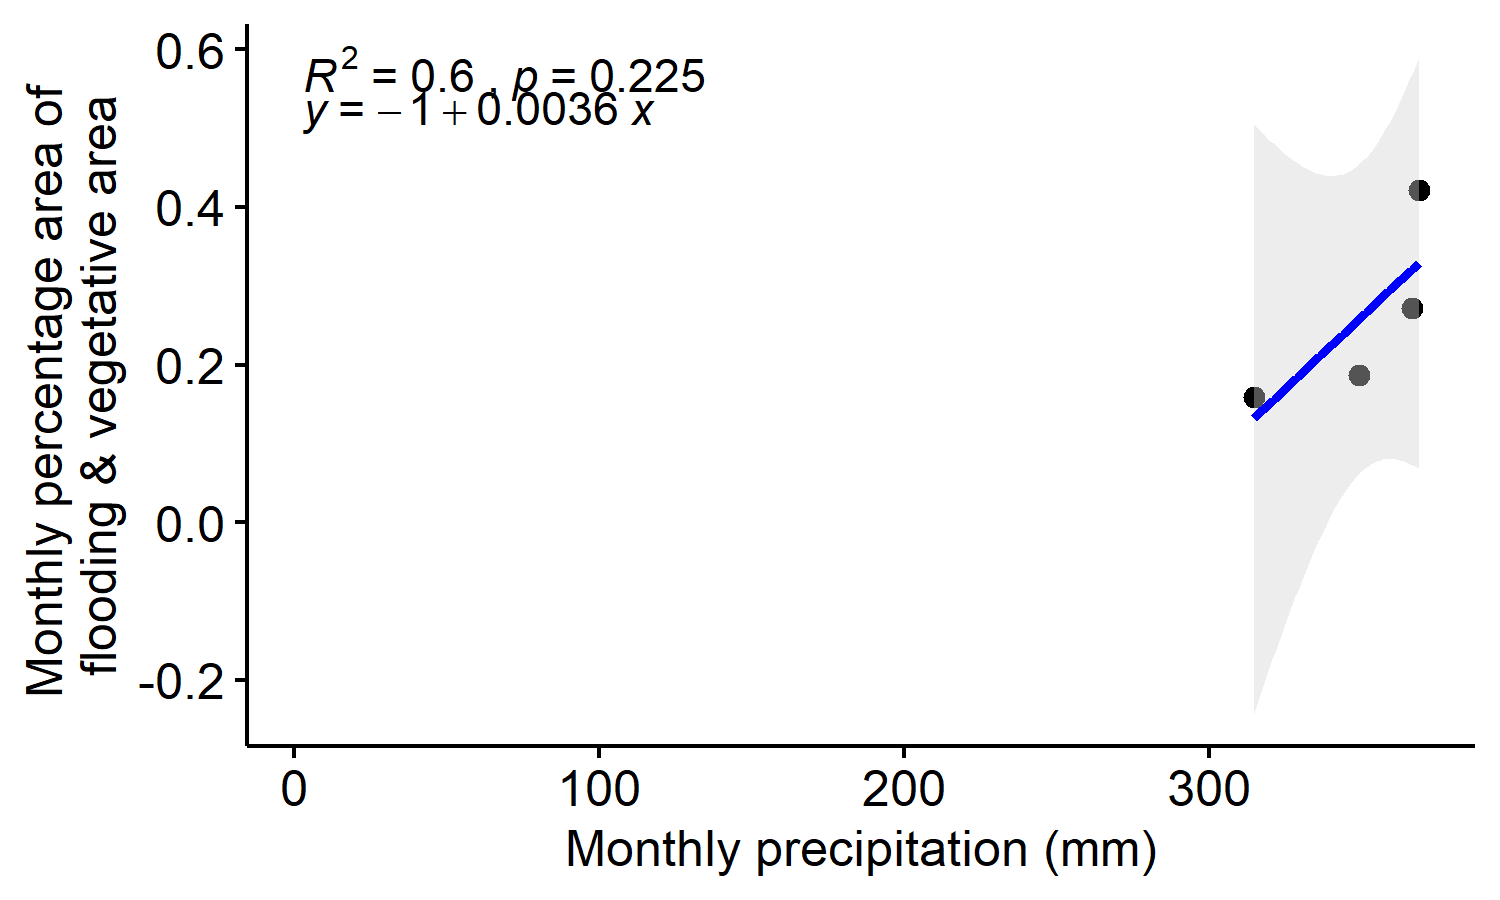 R² = 0.6 , p = 0.225
y = − 1 + 0.0036 x
0.6
0.4
0.2
0.0
-0.2
Monthly percentage area of
flooding & vegetative area
0 100 200 300
Monthly precipitation (mm)